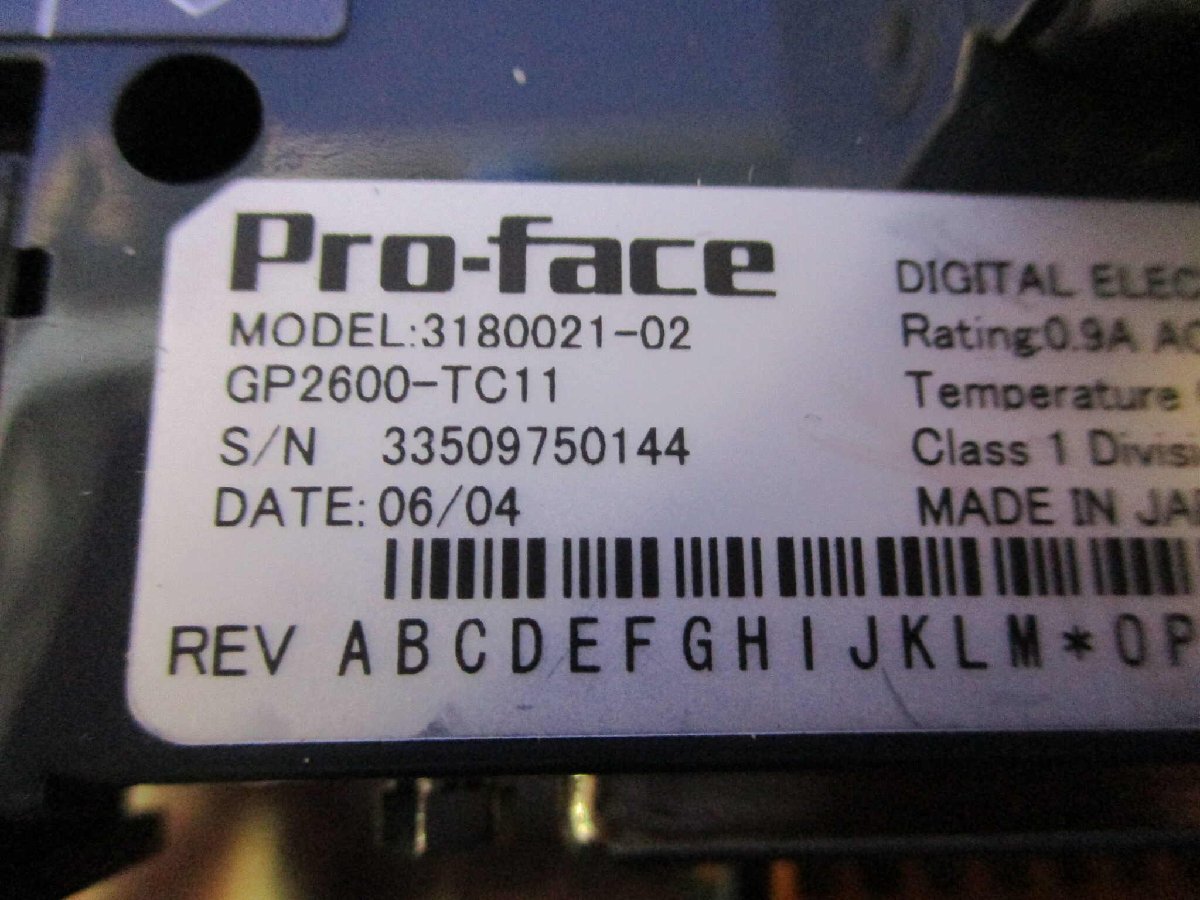 Pro-face
MODEL:3180021-02
GP2600-TC11
S/N 33509750144
DATE: 06/04
DIGITAL ELEC
Rating:0.9A AC
Temperature
Class 1 Divisi
MADE IN JA
REV A B C D E F G H I J K L M * O P